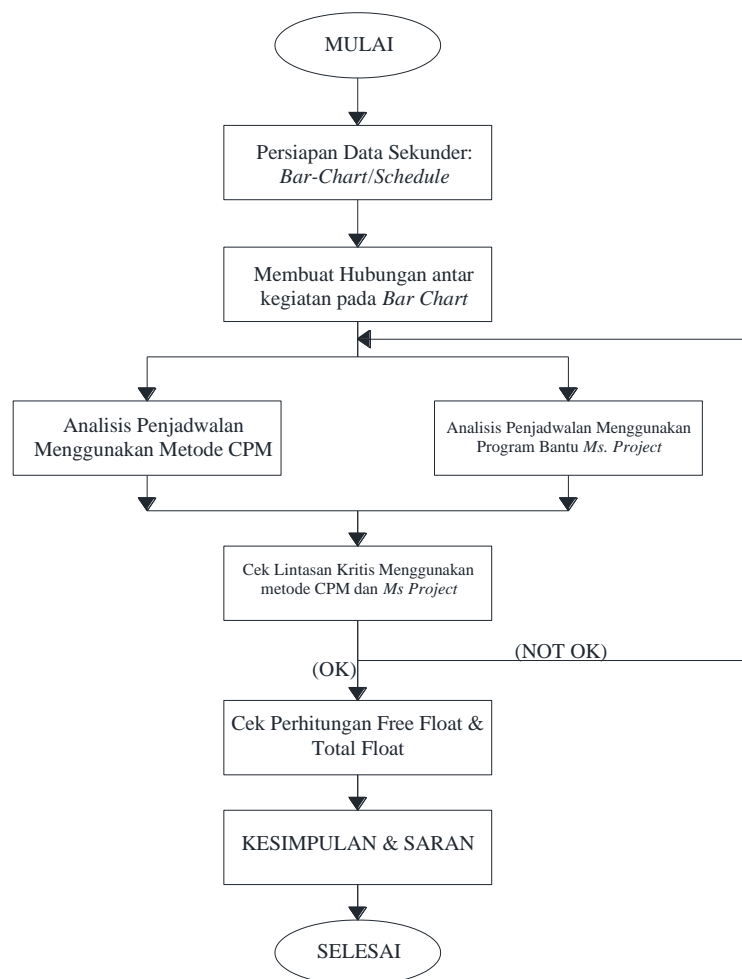 MULAI
Persiapan Data Sekunder:
Bar-Chart/Schedule
Membuat Hubungan antar
kegiatan pada Bar Chart
Analisis Penjadwalan
Menggunakan Metode CPM
Analisis Penjadwalan Menggunakan
Program Bantu Ms. Project
Cek Lintasan Kritis Menggunakan
metode CPM dan Ms Project
(NOT OK)
(OK)
Cek Perhitungan Free Float &
Total Float
KESIMPULAN & SARAN
SELESAI